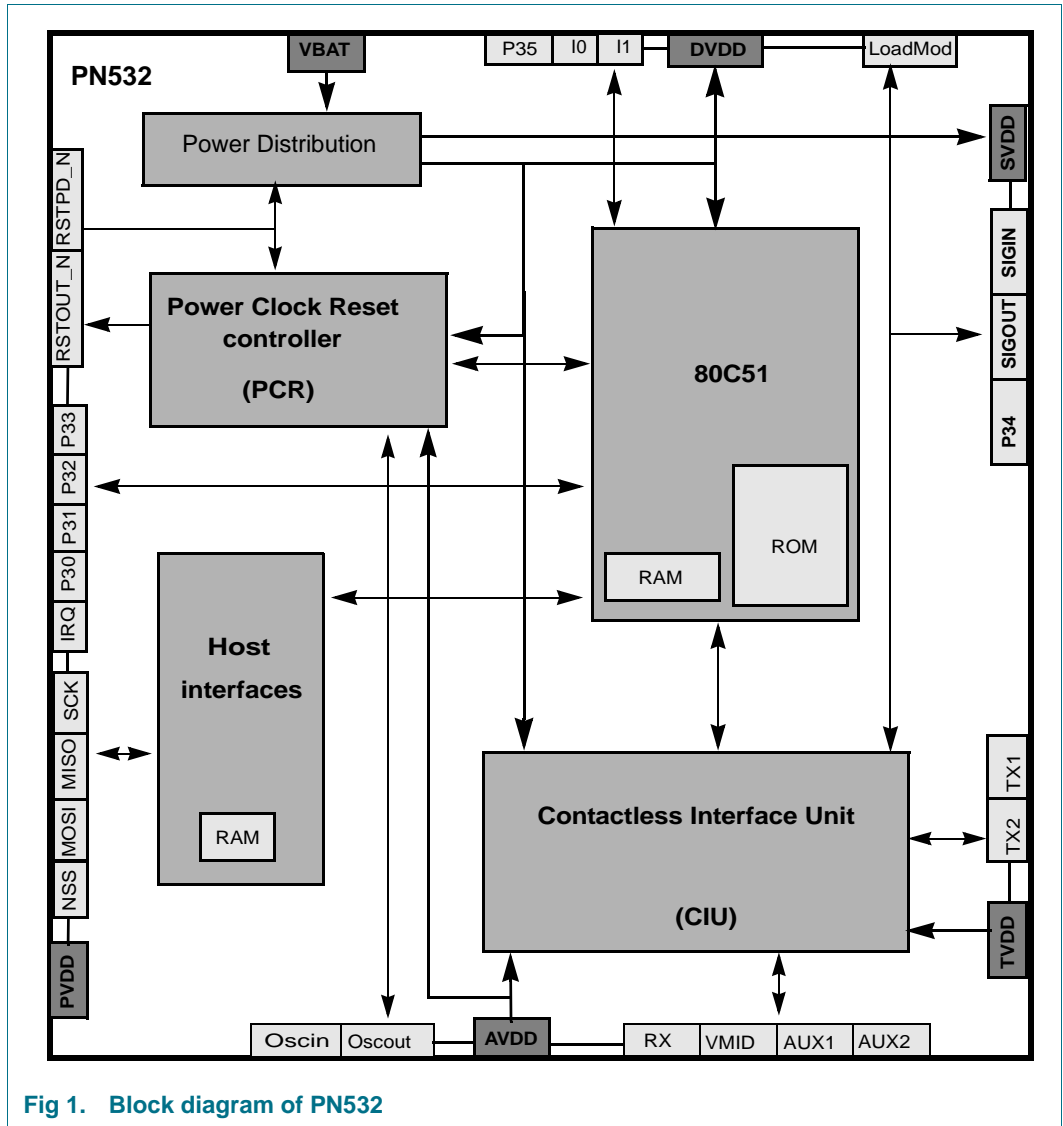 PN532
VBAT
P35
I0
I1
DVDD
LoadMod
Power Distribution
SVDD
RSTPD_N
RSTOUT_N
SIGIN
SIGOUT
P34
Power Clock Reset
controller
(PCR)
80C51
ROM
RAM
P33
P32
P31
P30
IRQ
Host
interfaces
RAM
SCK
MISO
MOSI
NSS
PVDD
Contactless Interface Unit
(CIU)
TX1
TX2
TVDD
Oscin
Oscout
AVDD
RX
VMID
AUX1
AUX2
Fig 1. Block diagram of PN532